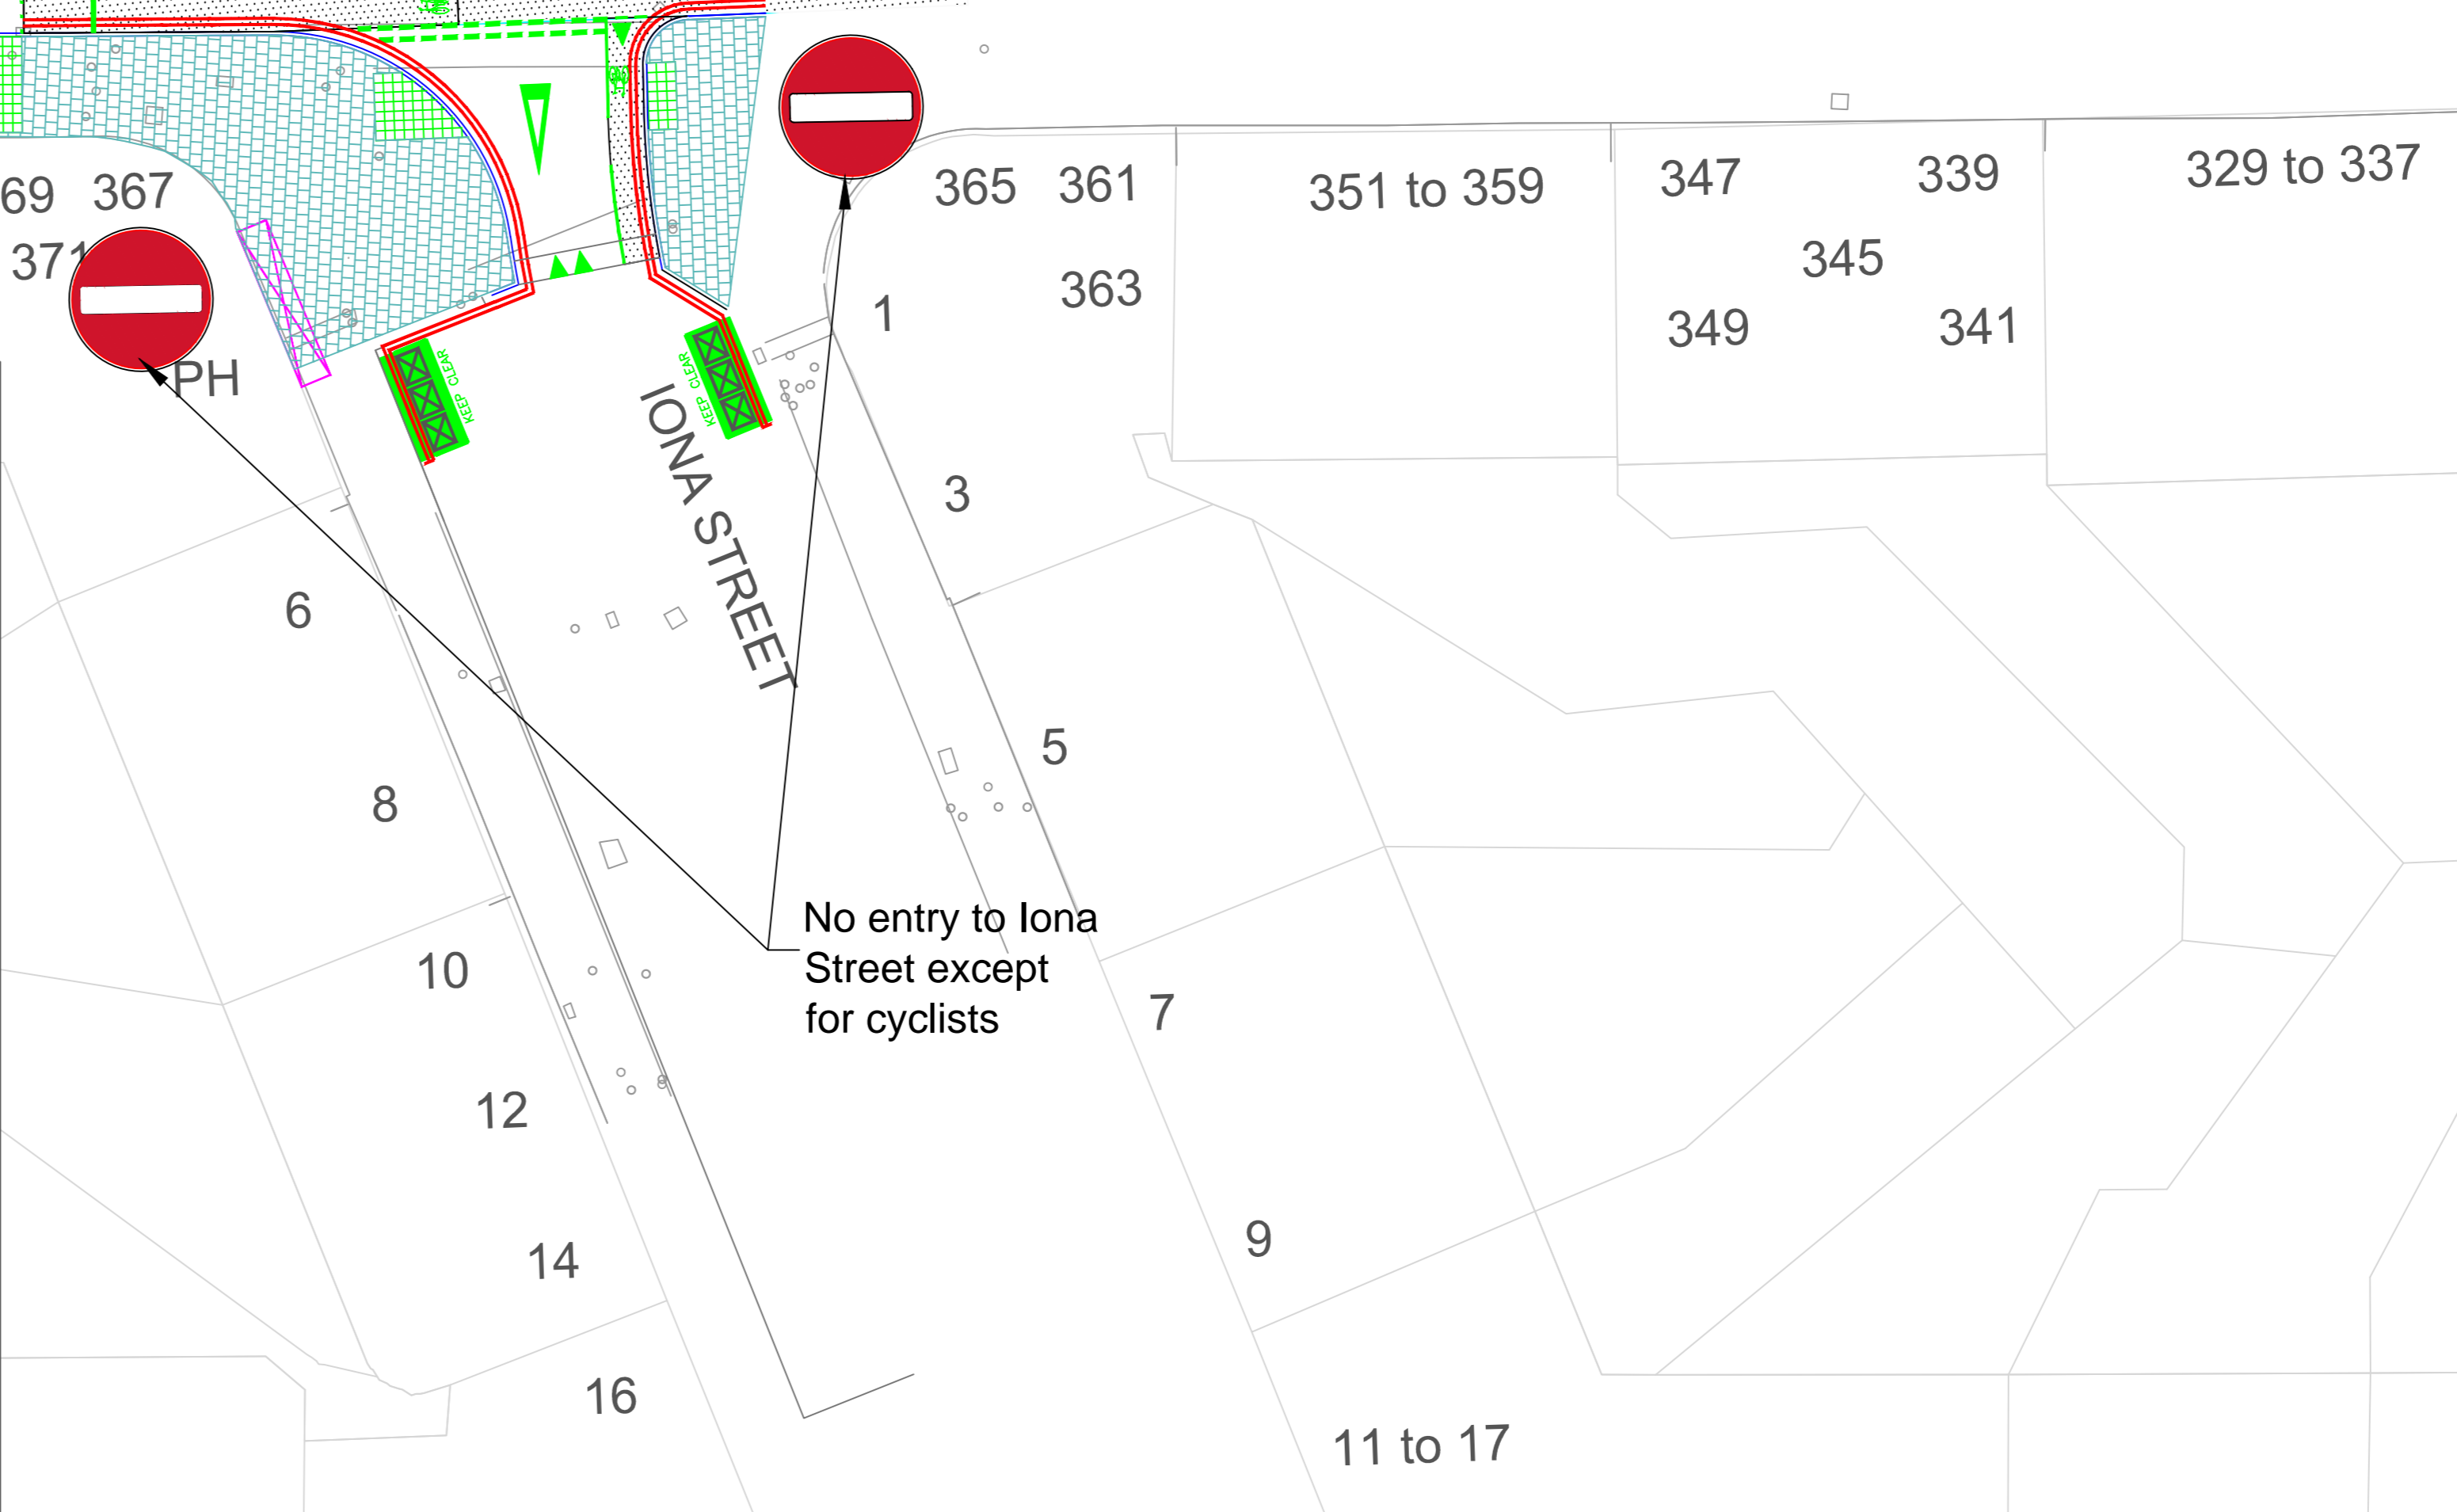 69 367
371
PH
365 361
363
351 to 359
347 339
345
349 341
329 to 337
KEEP CLEAR
KEEP CLEAR
IONA STREET
1
3
5
7
9
11 to 17
6
8
10
12
14
16
No entry to Iona
Street except
for cyclists